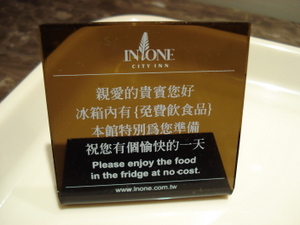 INONE
CITY INN
親愛的貴賓您好
冰箱內有{免費飲食品}
本館特別為您準備
祝您有個愉快的一天
Please enjoy the food
in the fridge at no cost.
www.inone.com.tw